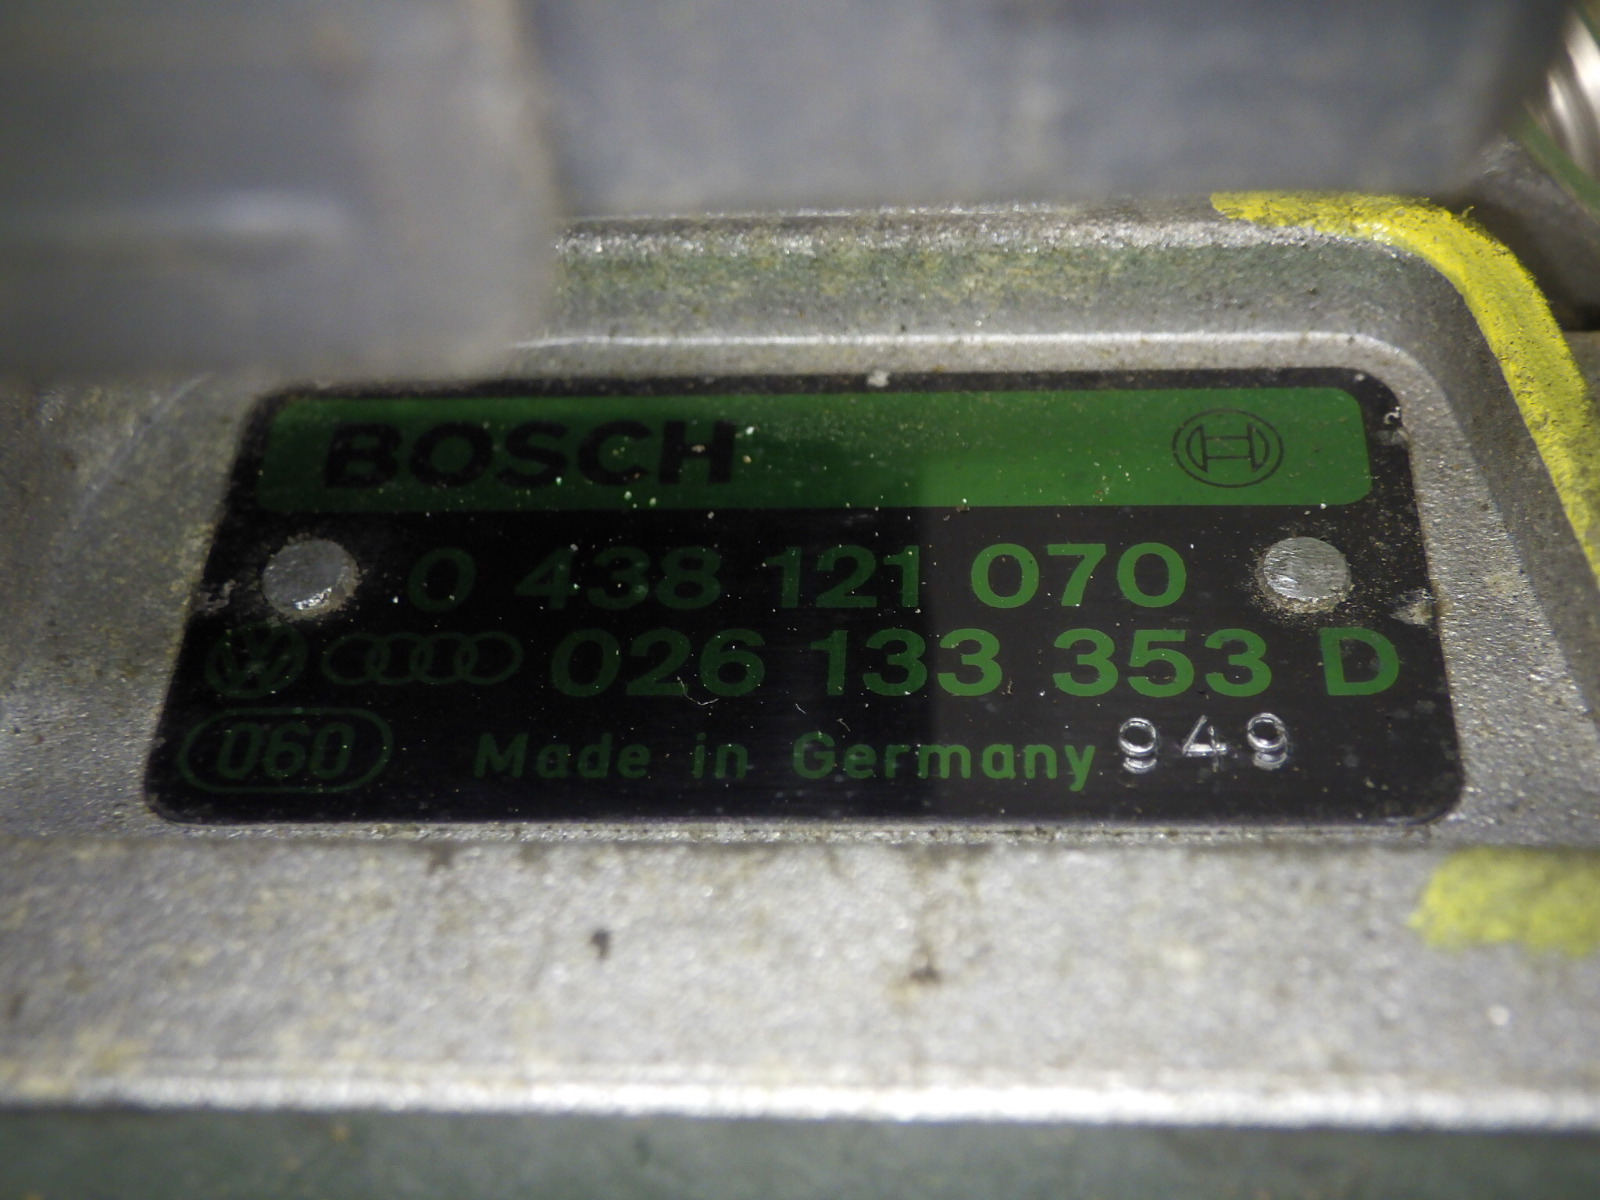 BOSCH
0 438 121 070
026 133 353 D
060 Made in Germany 949